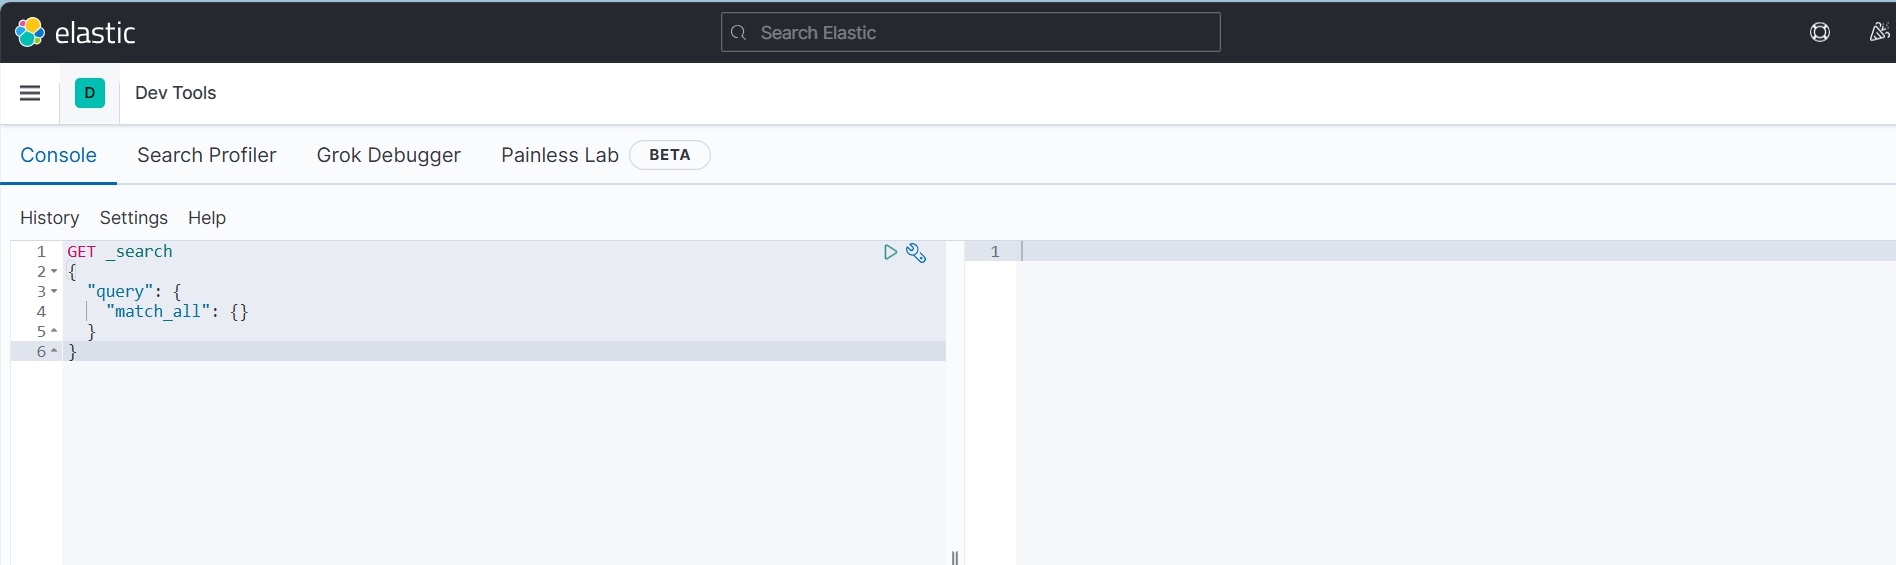 elastic
Search Elastic
D
Dev Tools
Console Search Profiler Grok Debugger Painless Lab BETA
History Settings Help
1 GET _search
2 {
3   "query": {
4     "match_all": {}
5   }
6 }
1